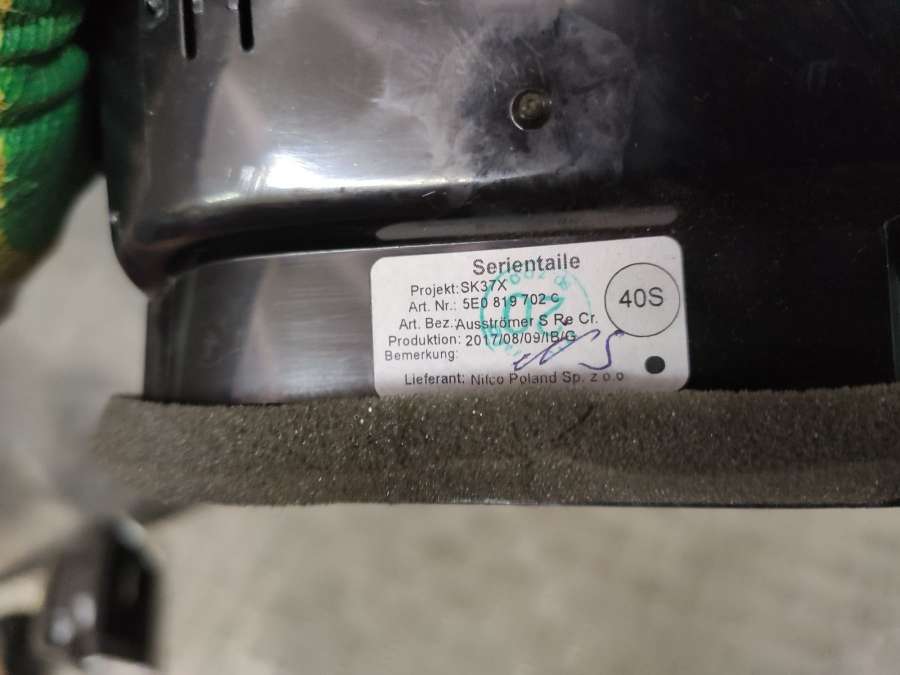 Serientaile
Projekt: SK37X
Art. Nr.: 5E0 819 702 C
Art. Bez.: Ausströmer S Re Cr.
40S
Produktion: 2017/08/09/IB/G
Bemerkung:
Lieferant: Nifco Poland Sp. z o.o